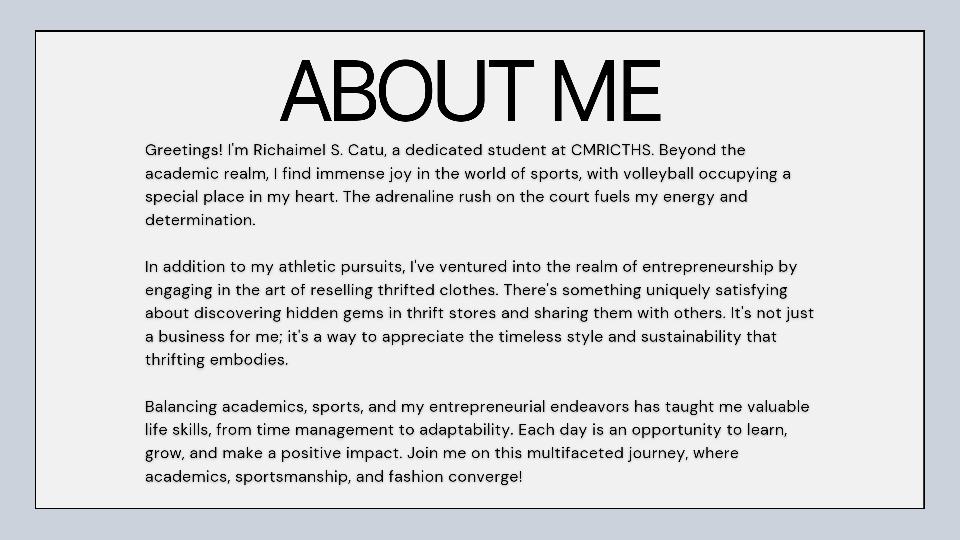 ABOUT ME
Greetings! I'm Richaimel S. Catu, a dedicated student at CMRICTHS. Beyond the
academic realm, I find immense joy in the world of sports, with volleyball occupying a
special place in my heart. The adrenaline rush on the court fuels my energy and
determination.
In addition to my athletic pursuits, I've ventured into the realm of entrepreneurship by
engaging in the art of reselling thrifted clothes. There's something uniquely satisfying
about discovering hidden gems in thrift stores and sharing them with others. It's not just
a business for me; it's a way to appreciate the timeless style and sustainability that
thrifting embodies.
Balancing academics, sports, and my entrepreneurial endeavors has taught me valuable
life skills, from time management to adaptability. Each day is an opportunity to learn,
grow, and make a positive impact. Join me on this multifaceted journey, where
academics, sportsmanship, and fashion converge!